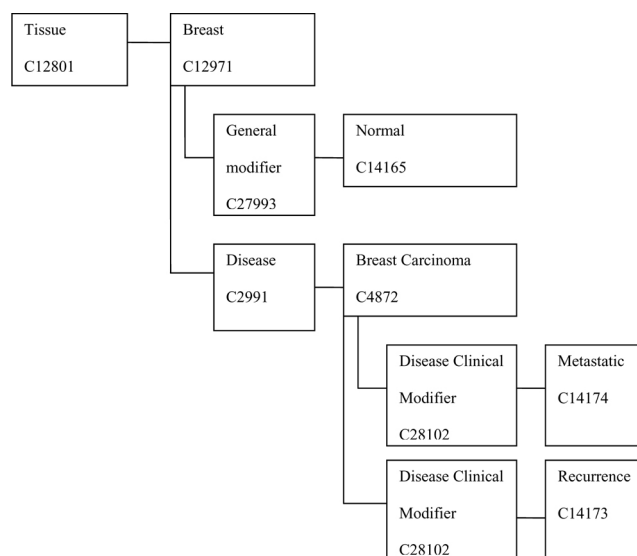 Tissue
C12801
Breast
C12971
General
modifier
C27993
Normal
C14165
Disease
C2991
Breast Carcinoma
C4872
Disease Clinical
Modifier
C28102
Metastatic
C14174
Disease Clinical
Modifier
C28102
Recurrence
C14173